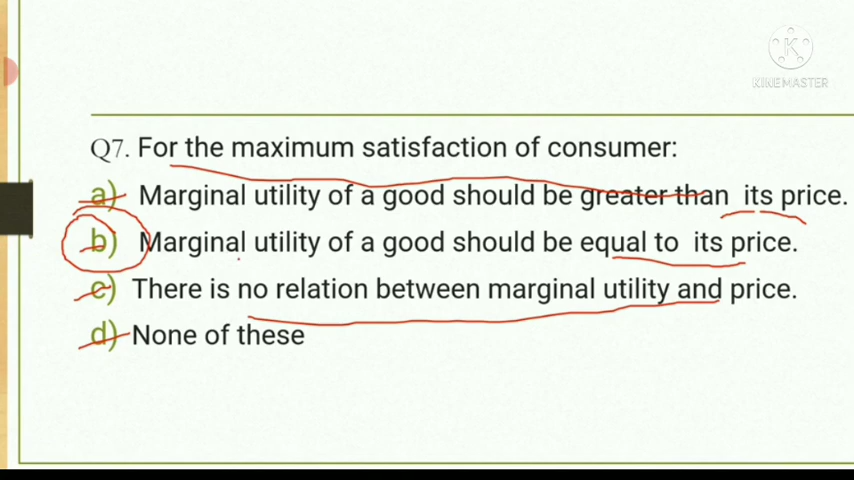 KINEMASTER
Q7. For the maximum satisfaction of consumer:
a) Marginal utility of a good should be greater than its price.
b) Marginal utility of a good should be equal to its price.
c) There is no relation between marginal utility and price.
d) None of these